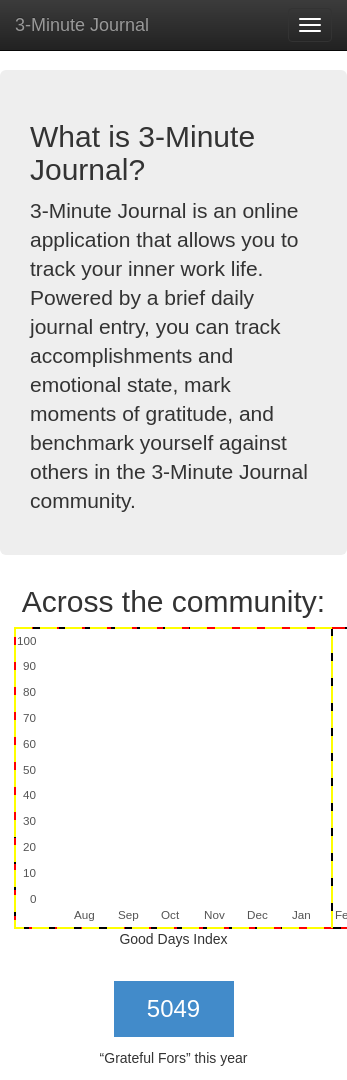 3-Minute Journal
What is 3-Minute
Journal?
3-Minute Journal is an online
application that allows you to
track your inner work life.
Powered by a brief daily
journal entry, you can track
accomplishments and
emotional state, mark
moments of gratitude, and
benchmark yourself against
others in the 3-Minute Journal
community.
Across the community:
100
90
80
70
60
50
40
30
20
10
0
Aug Sep Oct Nov Dec Jan Fe
Good Days Index
5049
“Grateful Fors” this year